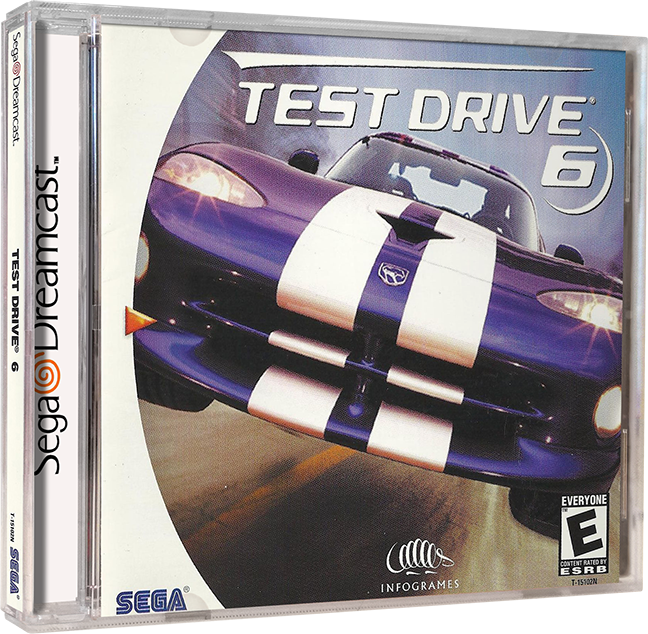 Sega Dreamcast.
TEST DRIVE® 6
T-15102N
SEGA
Sega Dreamcast™
TEST DRIVE®
6
EVERYONE
E
CONTENT RATED BY
ESRB
T-15102N
INFOGRAMES
SEGA®